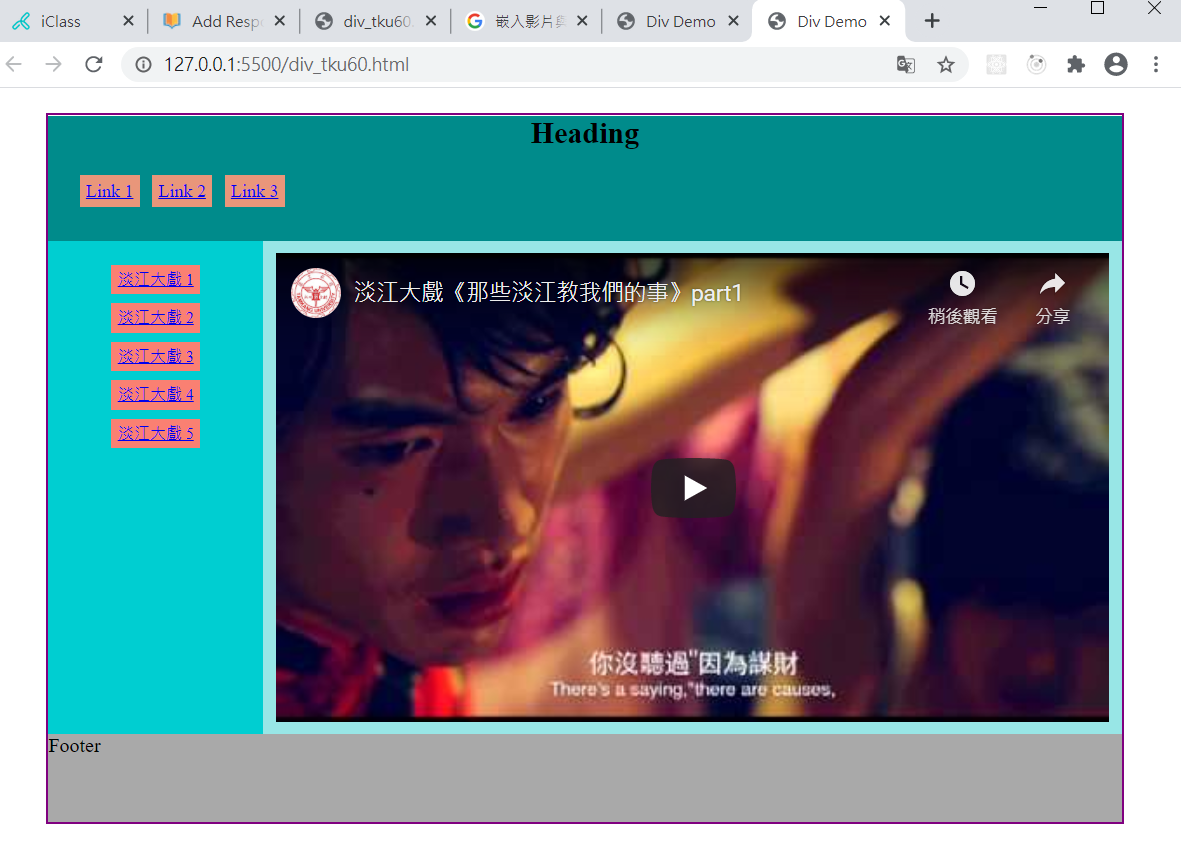 iClass
Add Resp
div_tku60.
嵌入影片與
Div Demo
Div Demo
127.0.0.1:5500/div_tku60.html
Heading
Link 1 Link 2 Link 3
淡江大戲 1
淡江大戲 2
淡江大戲 3
淡江大戲 4
淡江大戲 5
淡江大戲《那些淡江教我們的事》part1
稍後觀看
分享
你沒聽過"因為謀財
There's a saying,"there are causes,
Footer